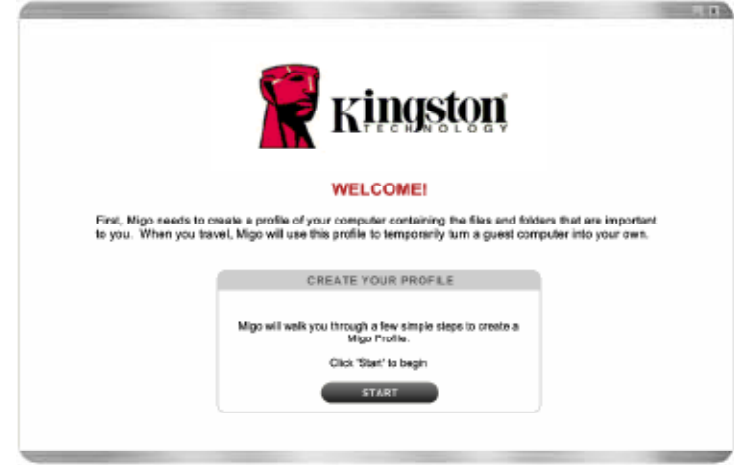 Kingston
TECHNOLOGY
WELCOME!
First, Migo needs to create a profile of your computer containing the files and folders that are important
to you. When you travel, Migo will use this profile to temporarily turn a guest computer into your own.
CREATE YOUR PROFILE
Migo will walk you through a few simple steps to create a
Migo Profile.
Click 'Start' to begin
START